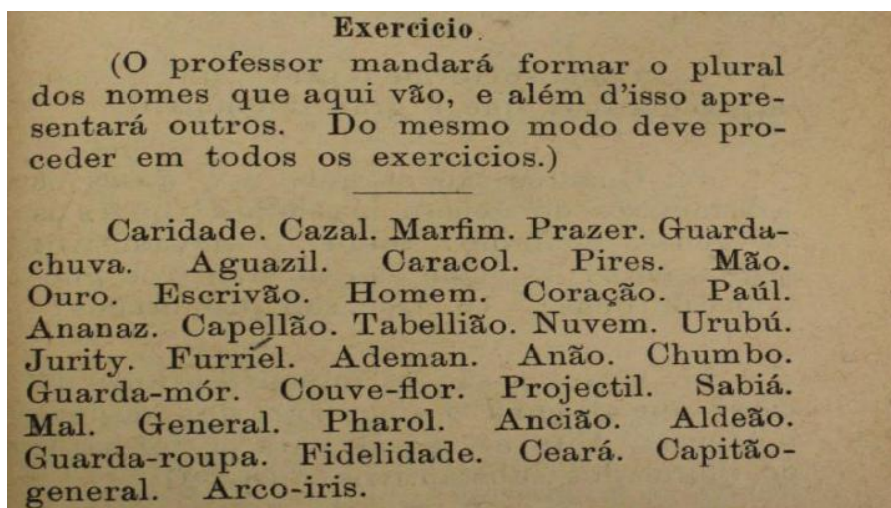 Exercicio.
(O professor mandará formar o plural
dos nomes que aqui vão, e além d'isso apre-
sentará outros. Do mesmo modo deve pro-
ceder em todos os exercicios.)
Caridade. Cazal. Marfim. Prazer. Guarda-
chuva. Aguazil. Caracol. Pires. Mão.
Ouro. Escrivão. Homem. Coração. Paúl.
Ananaz. Capellão. Tabellião. Nuvem. Urubú.
Jurity. Furriel. Ademan. Anão. Chumbo.
Guarda-mór. Couve-flor. Projectil. Sabiá.
Mal. General. Pharol. Ancião. Aldeão.
Guarda-roupa. Fidelidade. Ceará. Capitão-
general. Arco-iris.